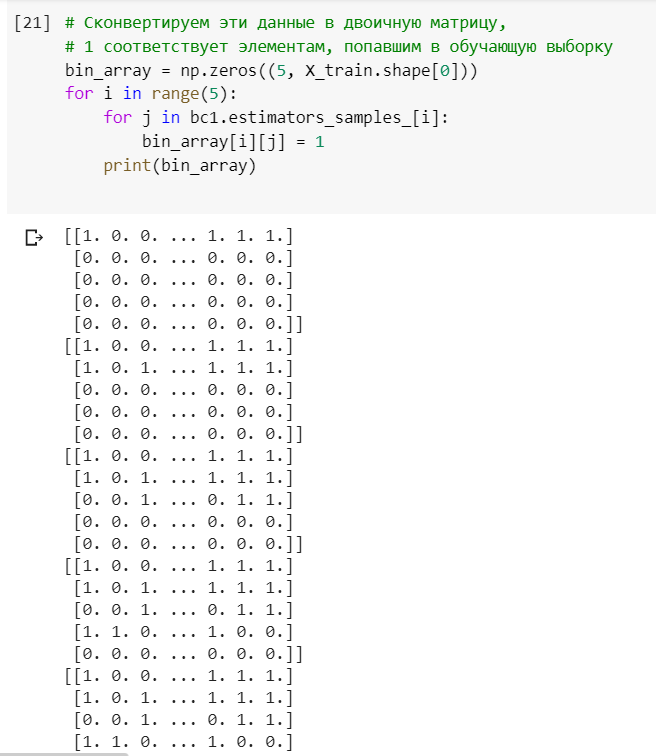 [21] # Сконвертируем эти данные в двоичную матрицу,
# 1 соответствует элементам, попавшим в обучающую выборку
bin_array = np.zeros((5, X_train.shape[0]))
for i in range(5):
    for j in bc1.estimators_samples_[i]:
        bin_array[i][j] = 1
    print(bin_array)
[[1. 0. 0. ... 1. 1. 1.]
 [0. 0. 0. ... 0. 0. 0.]
 [0. 0. 0. ... 0. 0. 0.]
 [0. 0. 0. ... 0. 0. 0.]
 [0. 0. 0. ... 0. 0. 0.]]
[[1. 0. 0. ... 1. 1. 1.]
 [1. 0. 1. ... 1. 1. 1.]
 [0. 0. 0. ... 0. 0. 0.]
 [0. 0. 0. ... 0. 0. 0.]
 [0. 0. 0. ... 0. 0. 0.]]
[[1. 0. 0. ... 1. 1. 1.]
 [1. 0. 1. ... 1. 1. 1.]
 [0. 0. 1. ... 0. 1. 1.]
 [0. 0. 0. ... 0. 0. 0.]
 [0. 0. 0. ... 0. 0. 0.]]
[[1. 0. 0. ... 1. 1. 1.]
 [1. 0. 1. ... 1. 1. 1.]
 [0. 0. 1. ... 0. 1. 1.]
 [1. 1. 0. ... 1. 0. 0.]
 [0. 0. 0. ... 0. 0. 0.]]
[[1. 0. 0. ... 1. 1. 1.]
 [1. 0. 1. ... 1. 1. 1.]
 [0. 0. 1. ... 0. 1. 1.]
 [1. 1. 0. ... 1. 0. 0.]